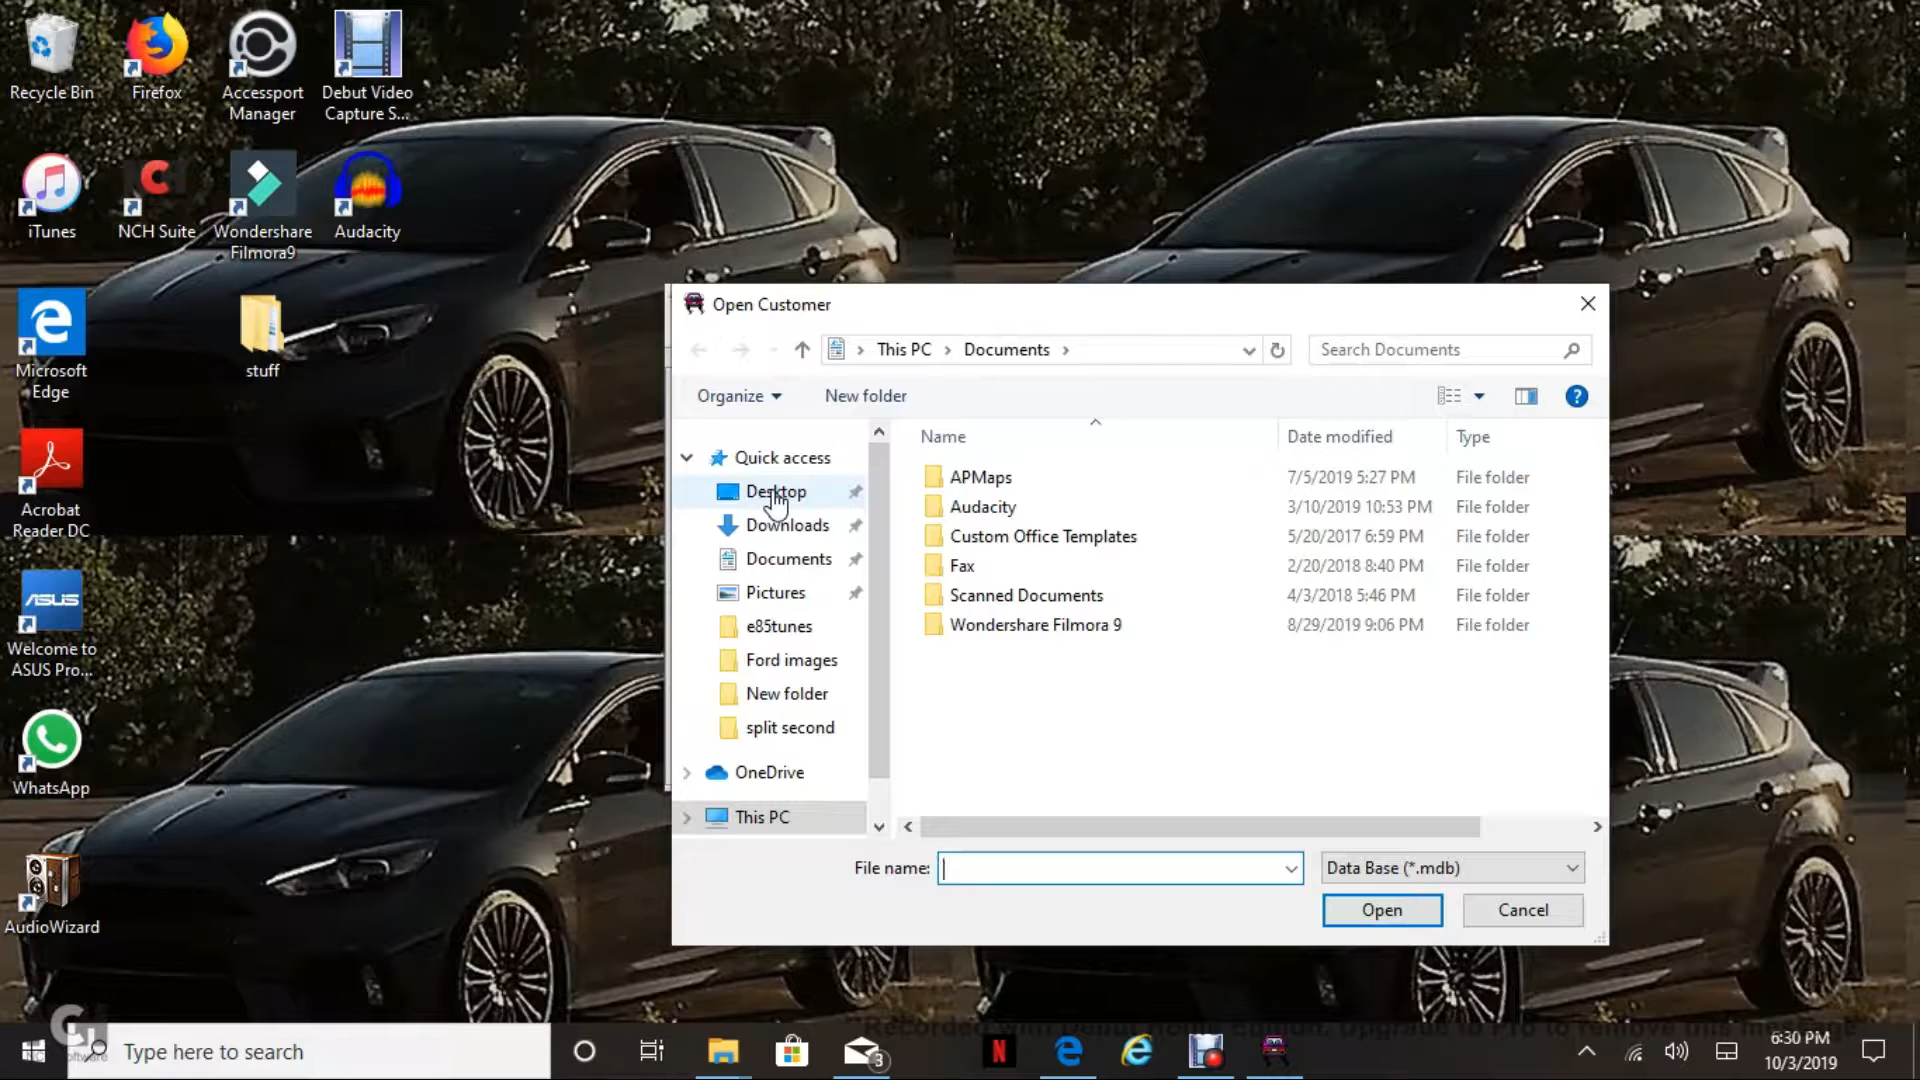 Recycle Bin
Firefox
Accessport
Manager
Debut Video
Capture S...
iTunes
NCH Suite
Wondershare
Filmora9
Audacity
Microsoft
Edge
stuff
Acrobat
Reader DC
ASUS
Welcome to
ASUS Pro...
WhatsApp
AudioWizard
Open Customer
This PC > Documents >
Search Documents
Organize
New folder
Name
Date modified
Type
Quick access
Desktop
Downloads
Documents
Pictures
e85tunes
Ford images
New folder
split second
OneDrive
This PC
APMaps 7/5/2019 5:27 PM File folder
Audacity 3/10/2019 10:53 PM File folder
Custom Office Templates 5/20/2017 6:59 PM File folder
Fax 2/20/2018 8:40 PM File folder
Scanned Documents 4/3/2018 5:46 PM File folder
Wondershare Filmora 9 8/29/2019 9:06 PM File folder
File name:
Data Base (*.mdb)
Open
Cancel
Type here to search
3
N
6:30 PM
10/3/2019